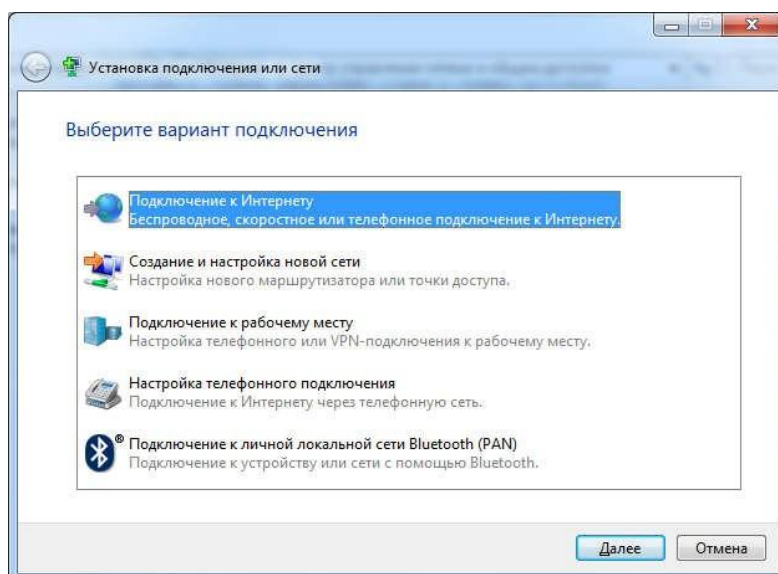 Установка подключения или сети
Выберите вариант подключения
Подключение к Интернету
Беспроводное, скоростное или телефонное подключение к Интернету.
Создание и настройка новой сети
Настройка нового маршрутизатора или точки доступа.
Подключение к рабочему месту
Настройка телефонного или VPN-подключения к рабочему месту.
Настройка телефонного подключения
Подключение к Интернету через телефонную сеть.
® Подключение к личной локальной сети Bluetooth (PAN)
Подключение к устройству или сети с помощью Bluetooth.
Далее Отмена